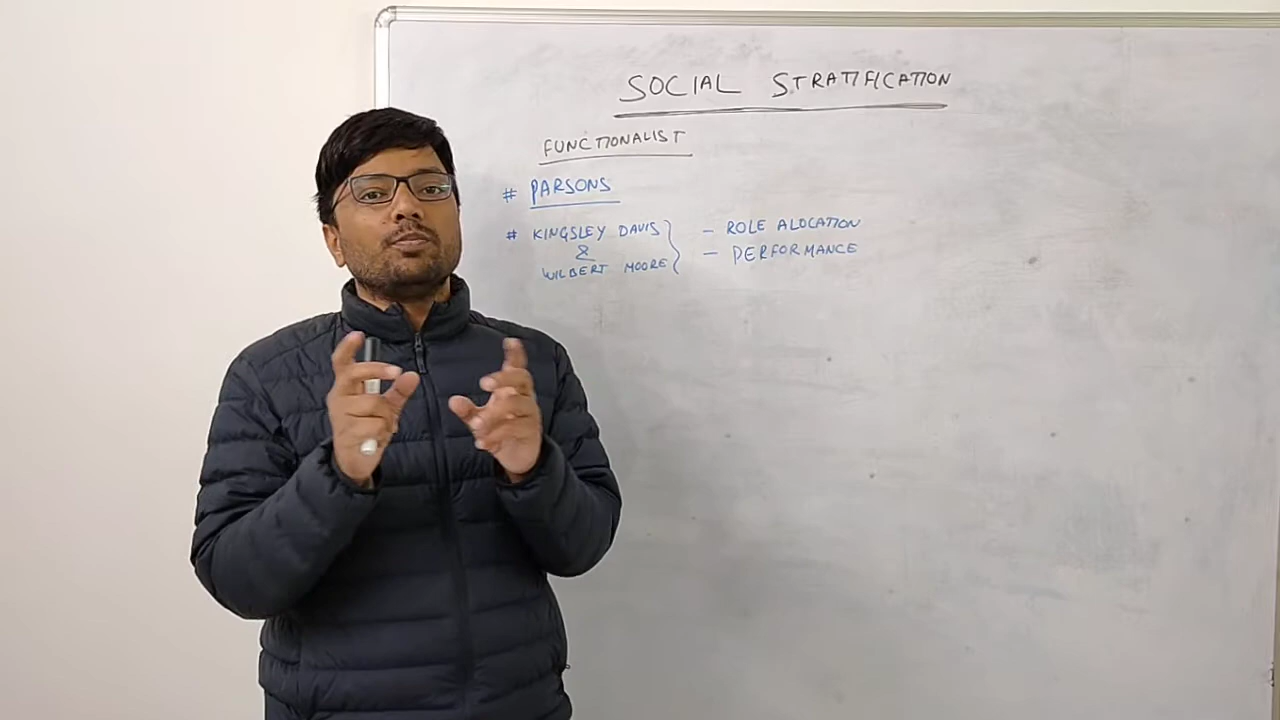 SOCIAL STRATIFICATION
FUNCTIONALIST
# PARSONS
# KINGSLEY DAVIS
&
WILBERT MOORE
- ROLE ALOCATION
- PERFORMANCE